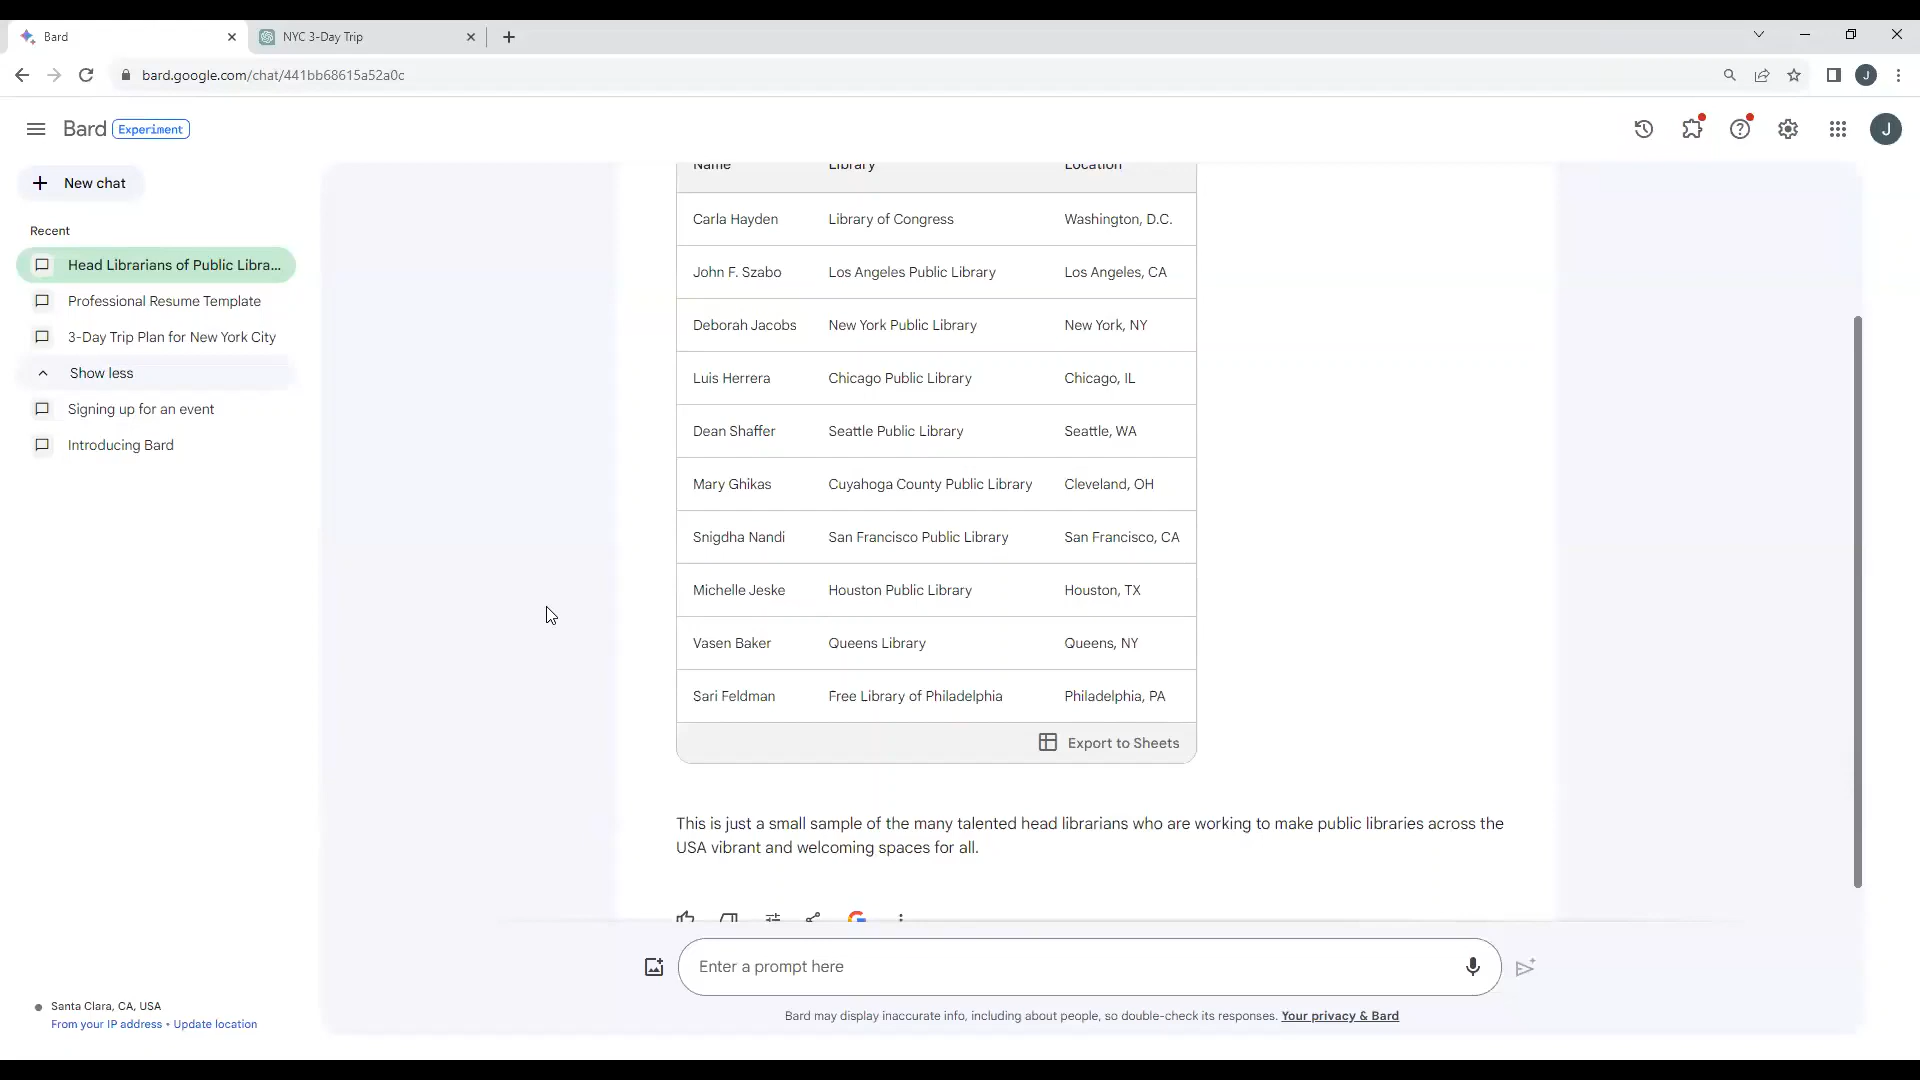 Bard
NYC 3-Day Trip
bard.google.com/chat/441bb68615a52a0c
J
Bard Experiment
J
New chat
Recent
Head Librarians of Public Libra...
Professional Resume Template
3-Day Trip Plan for New York City
Show less
Signing up for an event
Introducing Bard
Name Library Location
Carla Hayden Library of Congress Washington, D.C.
John F. Szabo Los Angeles Public Library Los Angeles, CA
Deborah Jacobs New York Public Library New York, NY
Luis Herrera Chicago Public Library Chicago, IL
Dean Shaffer Seattle Public Library Seattle, WA
Mary Ghikas Cuyahoga County Public Library Cleveland, OH
Snigdha Nandi San Francisco Public Library San Francisco, CA
Michelle Jeske Houston Public Library Houston, TX
Vasen Baker Queens Library Queens, NY
Sari Feldman Free Library of Philadelphia Philadelphia, PA
Export to Sheets
This is just a small sample of the many talented head librarians who are working to make public libraries across the
USA vibrant and welcoming spaces for all.
Enter a prompt here
Bard may display inaccurate info, including about people, so double-check its responses. Your privacy & Bard
Santa Clara, CA, USA
From your IP address • Update location